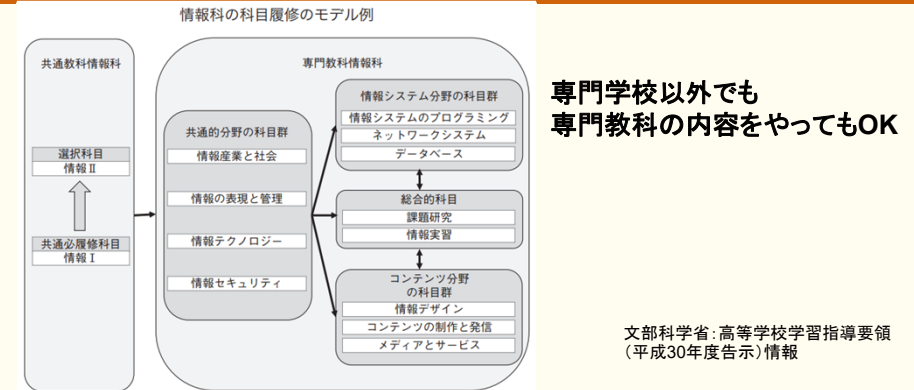 情報科の科目履修のモデル例
共通教科情報科
選択科目
情報Ⅱ
共通必履修科目
情報Ⅰ
専門教科情報科
共通的分野の科目群
情報産業と社会
情報の表現と管理
情報テクノロジー
情報セキュリティ
情報システム分野の科目群
情報システムのプログラミング
ネットワークシステム
データベース
総合的科目
課題研究
情報実習
コンテンツ分野
の科目群
情報デザイン
コンテンツの制作と発信
メディアとサービス
専門学校以外でも
専門教科の内容をやってもOK
文部科学省：高等学校学習指導要領
（平成30年度告示）情報